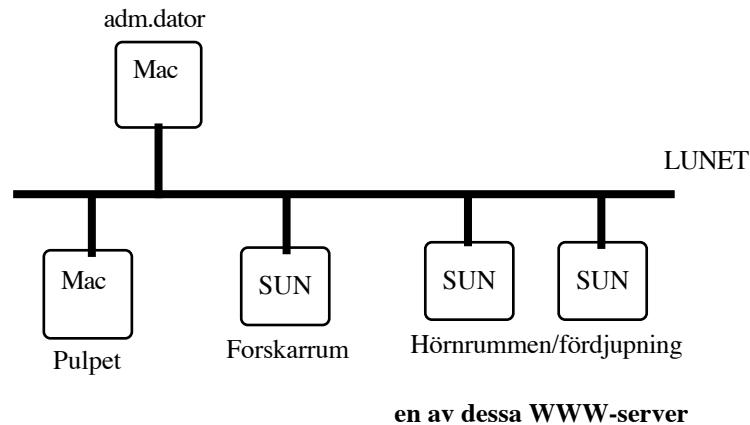 adm.dator
Mac
LUNET
Mac
SUN
SUN
SUN
Pulpet
Forskarrum
Hörnrummen/fördjupning
en av dessa WWW-server